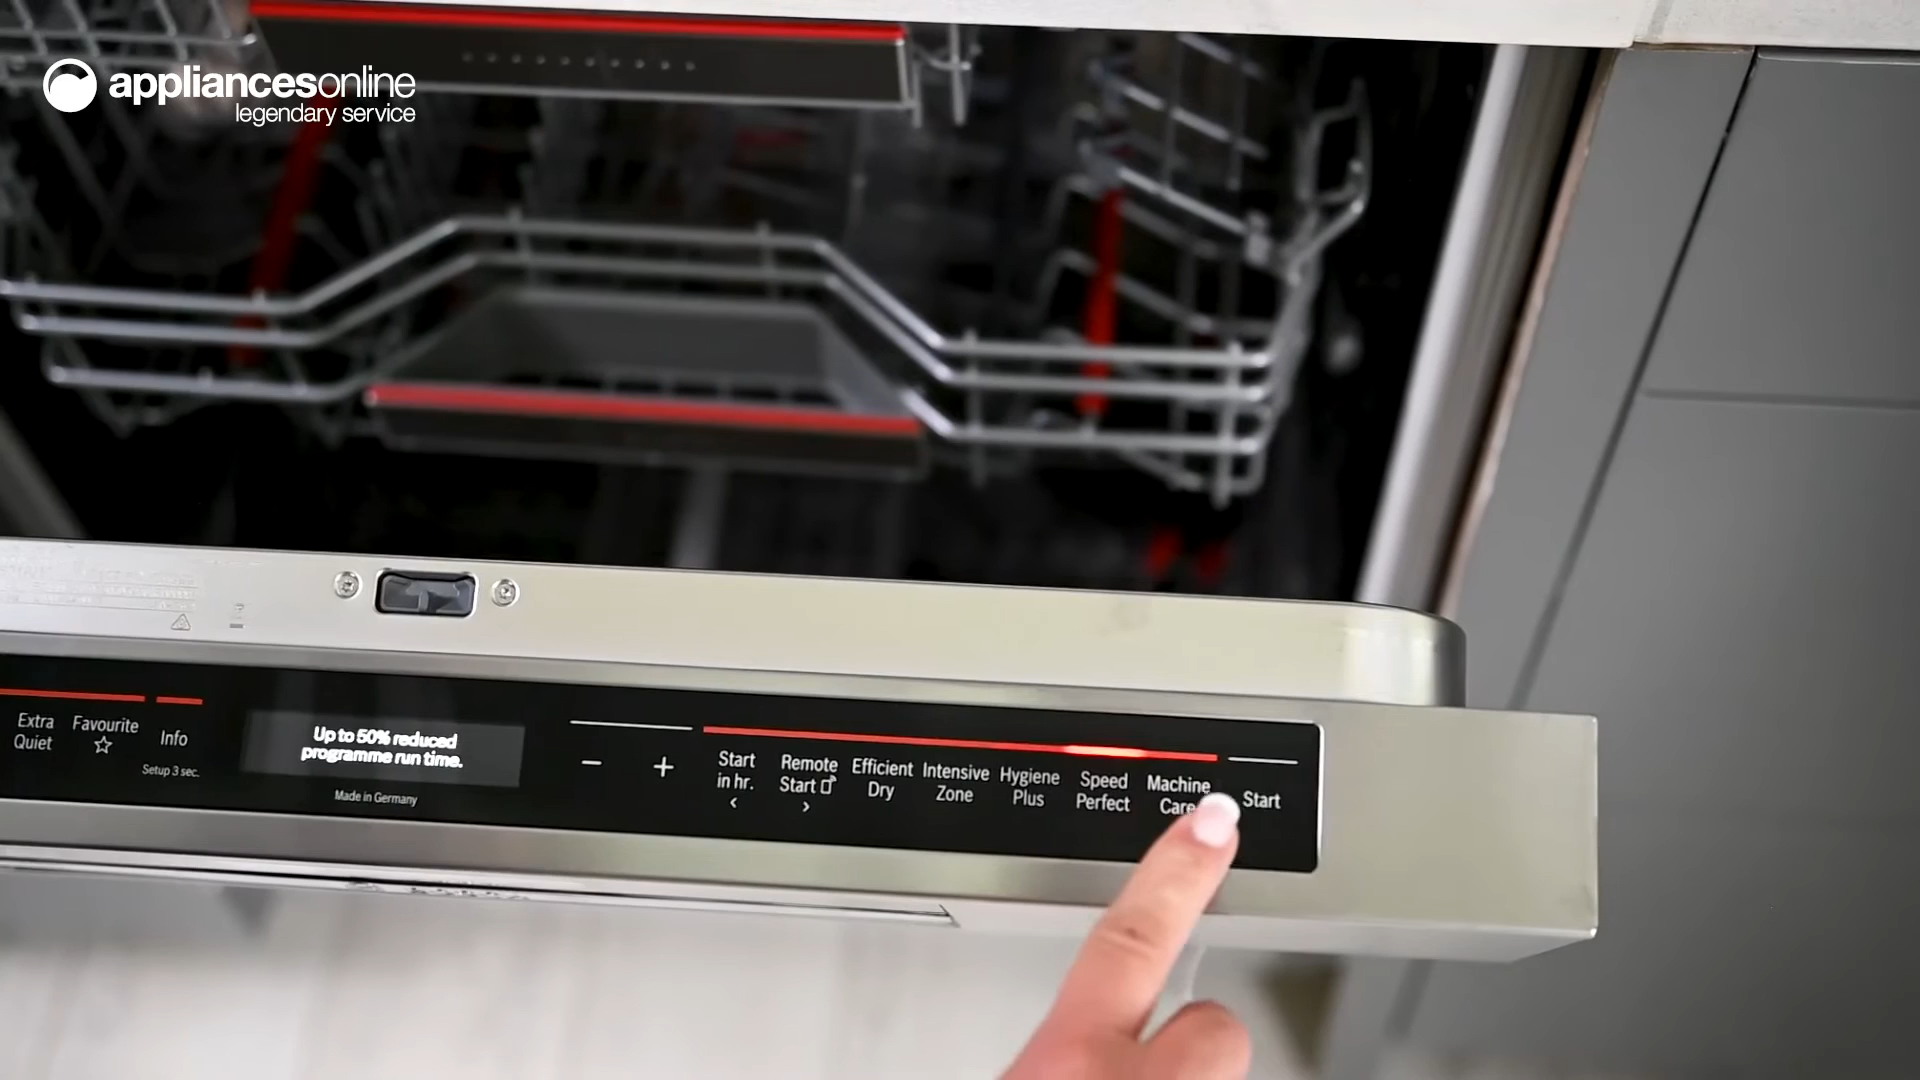 appliancesonline
legendary service
Extra
Quiet
Favourite
Info
Setup 3 sec.
Up to 50% reduced
programme run time.
Made in Germany
− +
Start
in hr.
<
Remote
Start
>
Efficient
Dry
Intensive
Zone
Hygiene
Plus
Speed
Perfect
Machine
Care
Start